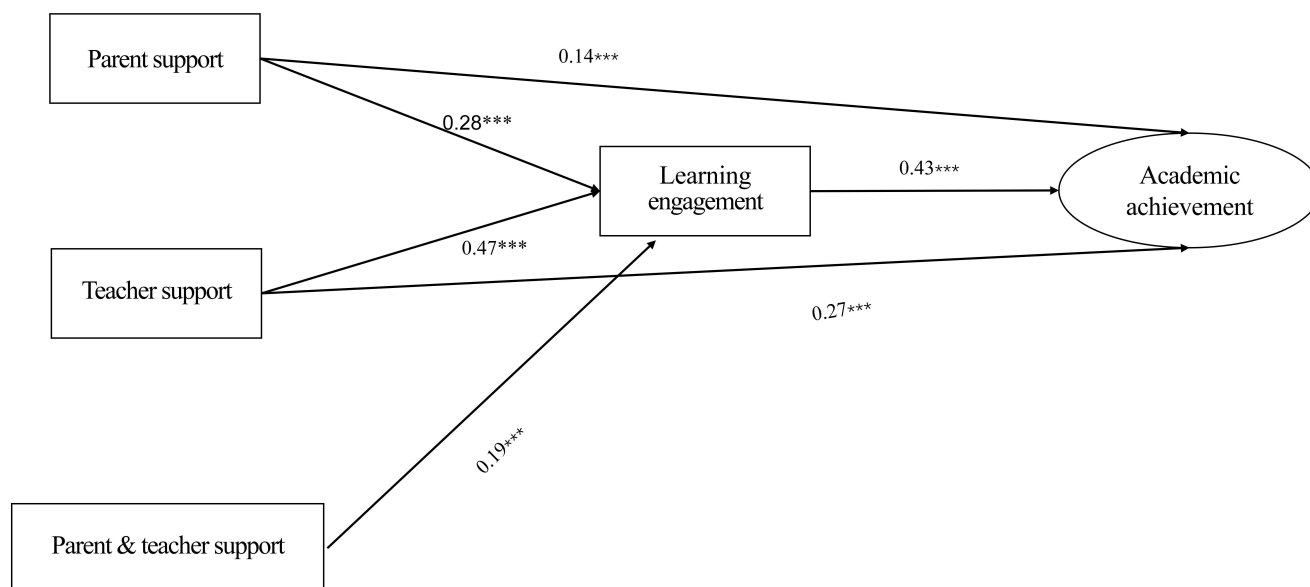 Parent support
0.14***
0.28***
Learning
engagement
0.43***
Academic
achievement
0.47***
Teacher support
0.27***
0.19***
Parent & teacher support